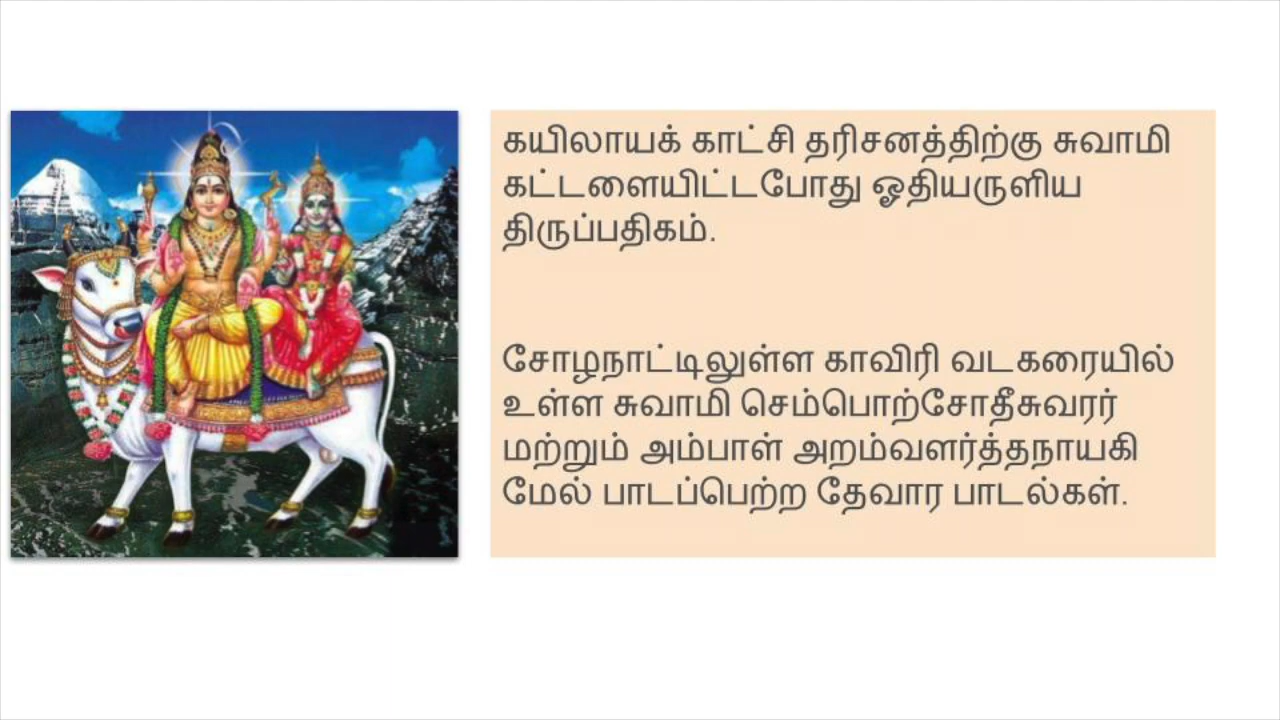 கயிலாயக் காட்சி தரிசனத்திற்கு சுவாமி
கட்டளையிட்டபோது ஓதியருளிய
திருப்பதிகம்.
சோழநாட்டிலுள்ள காவிரி வடகரையில்
உள்ள சுவாமி செம்பொற்சோதீசுவரர்
மற்றும் அம்பாள் அறம்வளர்த்தநாயகி
மேல் பாடப்பெற்ற தேவார பாடல்கள்.